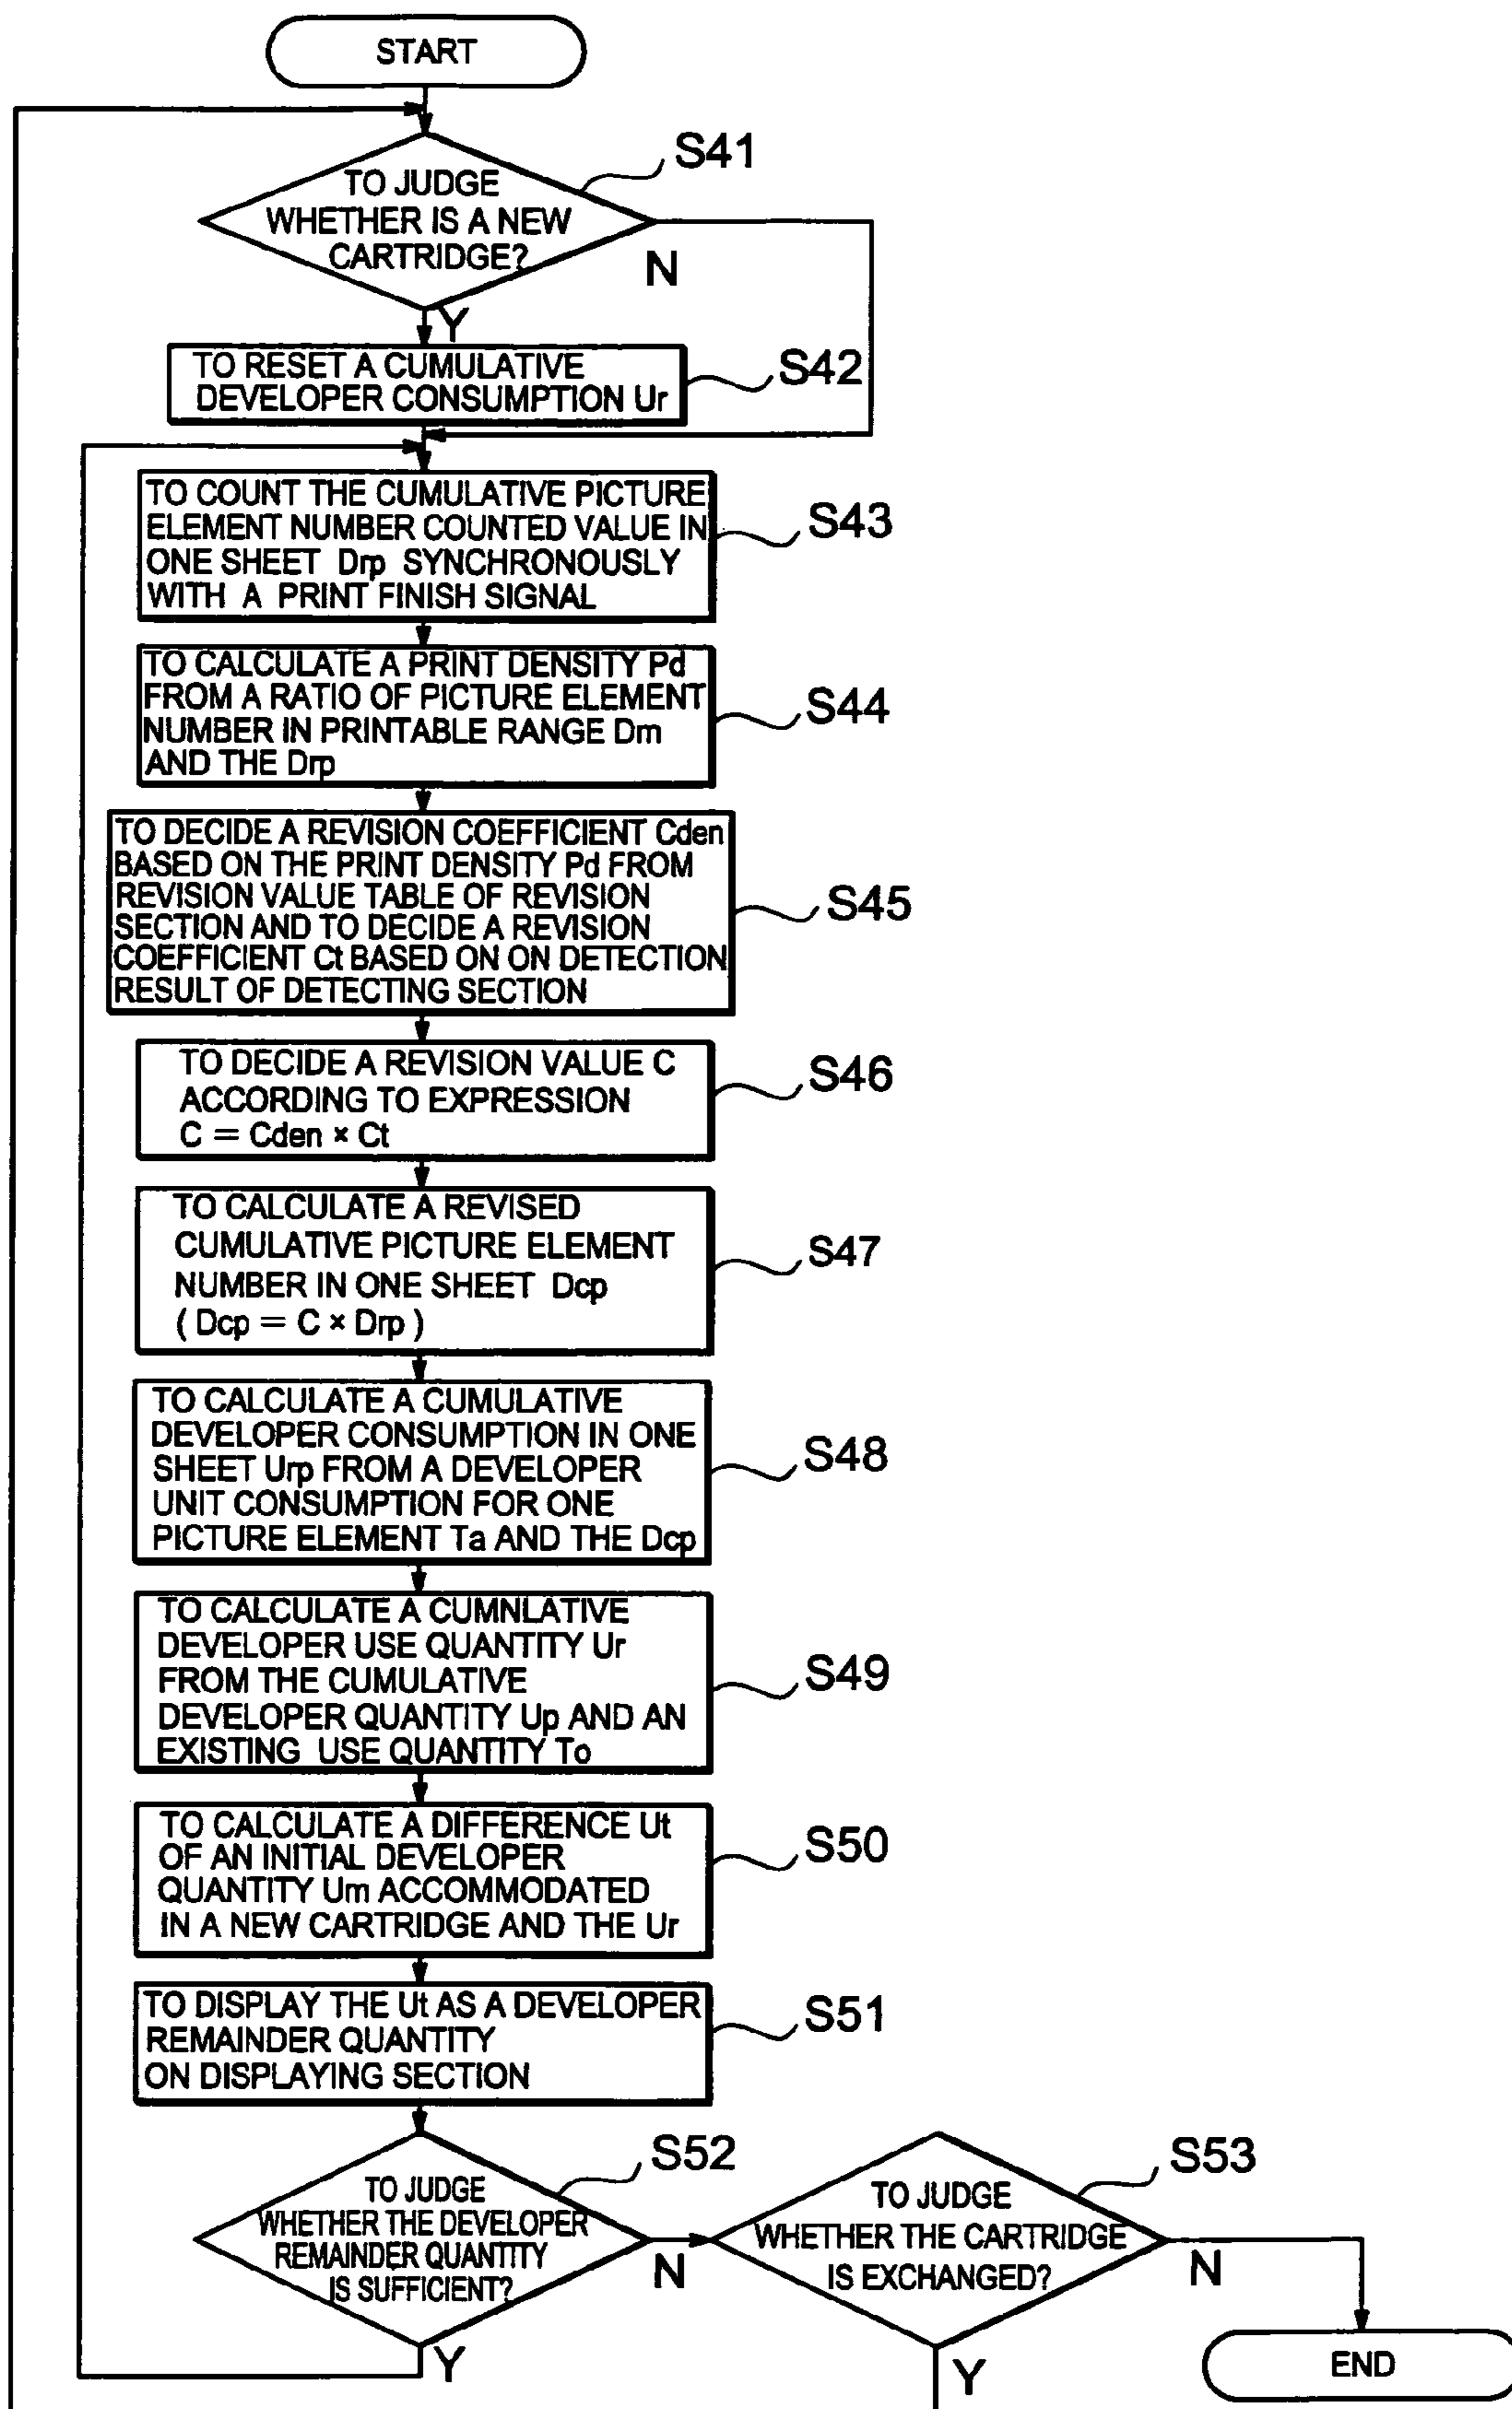 START
S41
TO JUDGE
WHETHER IS A NEW
CARTRIDGE?
N
Y
TO RESET A CUMULATIVE
DEVELOPER CONSUMPTION Ur
S42
TO COUNT THE CUMULATIVE PICTURE
ELEMENT NUMBER COUNTED VALUE IN
ONE SHEET Drp SYNCHRONOUSLY
WITH A PRINT FINISH SIGNAL
S43
TO CALCULATE A PRINT DENSITY Pd
FROM A RATIO OF PICTURE ELEMENT
NUMBER IN PRINTABLE RANGE Dm
AND THE Drp
S44
TO DECIDE A REVISION COEFFICIENT Cden
BASED ON THE PRINT DENSITY Pd FROM
REVISION VALUE TABLE OF REVISION
SECTION AND TO DECIDE A REVISION
COEFFICIENT Ct BASED ON ON DETECTION
RESULT OF DETECTING SECTION
S45
TO DECIDE A REVISION VALUE C
ACCORDING TO EXPRESSION
C = Cden × Ct
S46
TO CALCULATE A REVISED
CUMULATIVE PICTURE ELEMENT
NUMBER IN ONE SHEET Dcp
( Dcp = C × Drp )
S47
TO CALCULATE A CUMULATIVE
DEVELOPER CONSUMPTION IN ONE
SHEET Urp FROM A DEVELOPER
UNIT CONSUMPTION FOR ONE
PICTURE ELEMENT Ta AND THE Dcp
S48
TO CALCULATE A CUMNLATIVE
DEVELOPER USE QUANTITY Ur
FROM THE CUMULATIVE
DEVELOPER QUANTITY Up AND AN
EXISTING USE QUANTITY To
S49
TO CALCULATE A DIFFERENCE Ut
OF AN INITIAL DEVELOPER
QUANTITY Um ACCOMMODATED
IN A NEW CARTRIDGE AND THE Ur
S50
TO DISPLAY THE Ut AS A DEVELOPER
REMAINDER QUANTITY
ON DISPLAYING SECTION
S51
S52
TO JUDGE
WHETHER THE DEVELOPER
REMAINDER QUANTITY
IS SUFFICIENT?
N
Y
S53
TO JUDGE
WHETHER THE CARTRIDGE
IS EXCHANGED?
N
Y
END